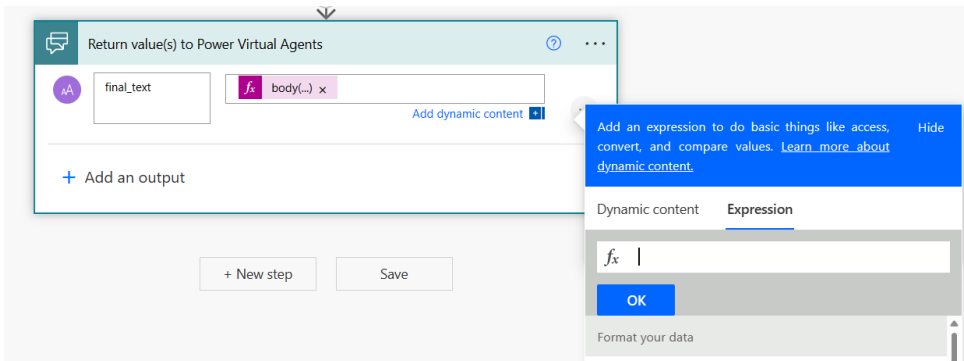 Return value(s) to Power Virtual Agents
AA
final_text
fx body(...) ×
Add dynamic content
+ Add an output
+ New step
Save
Add an expression to do basic things like access,
convert, and compare values. Learn more about
dynamic content.
Hide
Dynamic content
Expression
fx
OK
Format your data